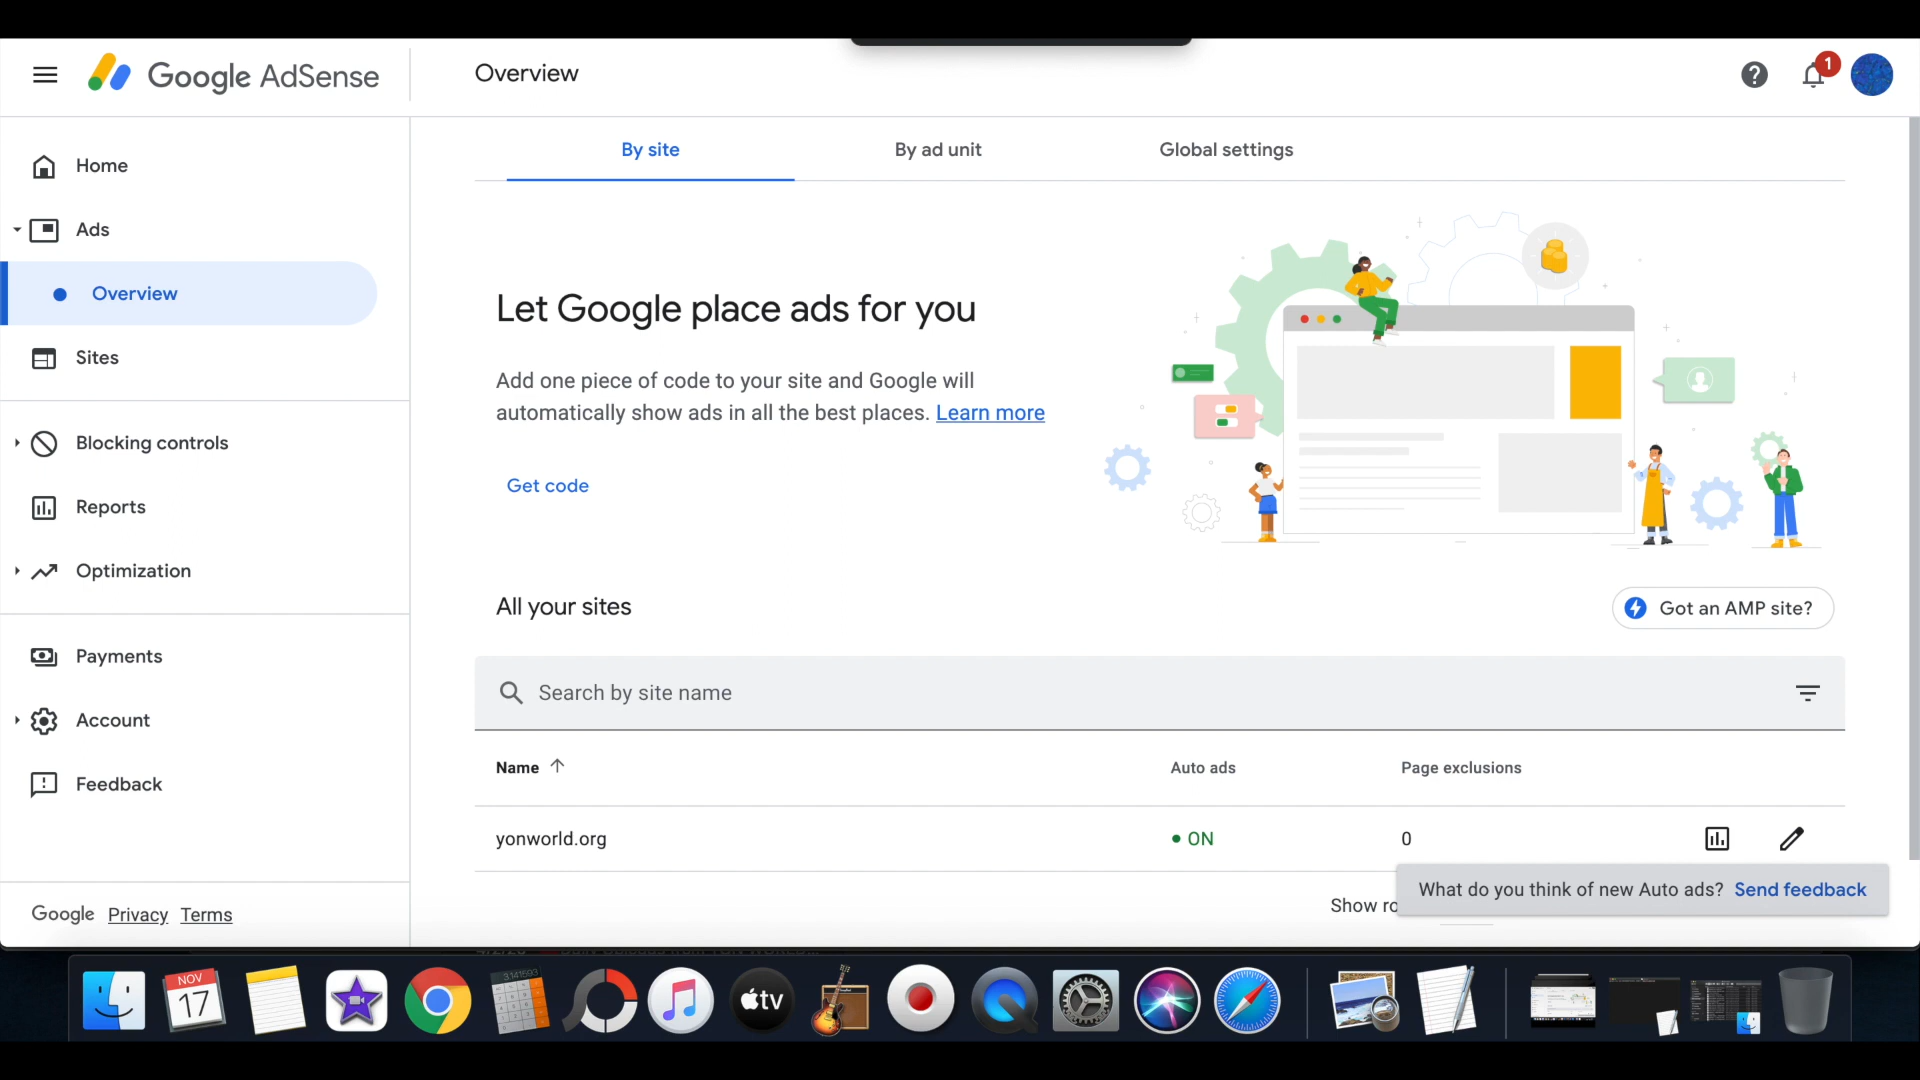 Google AdSense
Overview
1
Home
Ads
Overview
Sites
Blocking controls
Reports
Optimization
Payments
Account
Feedback
Google Privacy Terms
By site
By ad unit
Global settings
Let Google place ads for you
Add one piece of code to your site and Google will
automatically show ads in all the best places. Learn more
Get code
All your sites
Got an AMP site?
Search by site name
Name
Auto ads
Page exclusions
yonworld.org
ON
0
What do you think of new Auto ads? Send feedback
Show
NOV
17
3.141593
tv